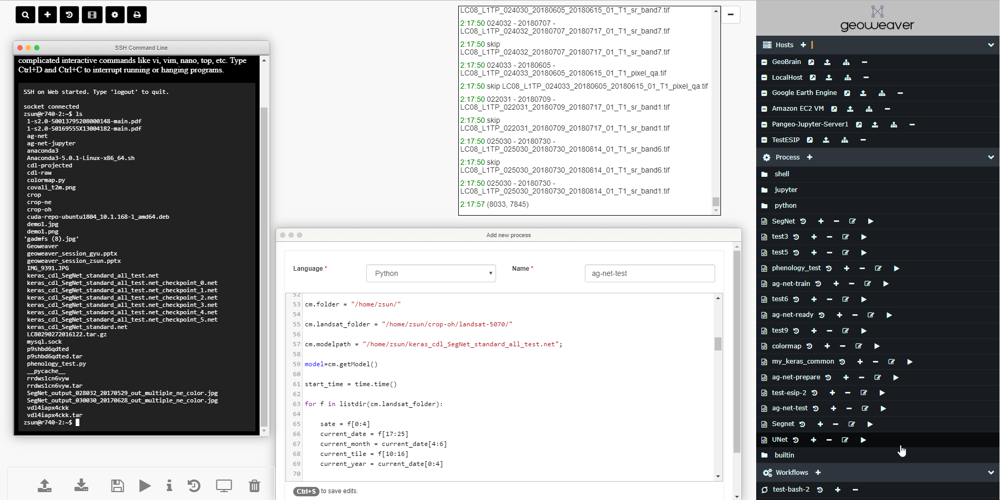 SSH Command Line
complicated interactive commands like vi, vim, nano, top, etc. Type
Ctrl+D and Ctrl+C to interrupt running or hanging programs.
SSH on Web started. Type 'logout' to quit.
socket connected
zsun@r740-2:~$ ls
1-s2.0-S0013795208000148-main.pdf
1-s2.0-S0169555X13004182-main.pdf
ag-net
ag-net-jupyter
anaconda3
Anaconda3-5.0.1-Linux-x86_64.sh
cdl-projected
cdl-raw
colormap.py
covali_t2m.png
crop
crop-ne
crop-oh
cuda-repo-ubuntu1804_10.1.168-1_amd64.deb
demo1.jpg
demo1.png
'gadmfs (8).jpg'
Geoweaver
geoweaver_session_gyu.pptx
geoweaver_session_zsun.pptx
IMG_9391.JPG
keras_cdl_SegNet_standard_all_test.net
keras_cdl_SegNet_standard_all_test.net_checkpoint_0.net
keras_cdl_SegNet_standard_all_test.net_checkpoint_1.net
keras_cdl_SegNet_standard_all_test.net_checkpoint_2.net
keras_cdl_SegNet_standard_all_test.net_checkpoint_3.net
keras_cdl_SegNet_standard_all_test.net_checkpoint_4.net
keras_cdl_SegNet_standard_all_test.net_checkpoint_5.net
keras_cdl_SegNet_standard.net
LC80290272016122.tar.gz
mysql.sock
p9shbd6qdted
p9shbd6qdted.tar
phenology_test.py
__pycache__
rrdws1cn6vyw
rrdws1cn6vyw.tar
SegNet_output_028032_20170529_out_multiple_ne_color.jpg
SegNet_output_030030_20170628_out_multiple_ne_color.jpg
vdl4iapx4ckk
vdl4iapx4ckk.tar
zsun@r740-2:~$
LC08_L1TP_024030_20180605_20180615_01_T1_sr_band7.tif
2:17:50 024032 - 20180707 -
LC08_L1TP_024032_20180707_20180717_01_T1_sr_band7.tif
2:17:50 skip
LC08_L1TP_024032_20180707_20180717_01_T1_sr_band7.tif
2:17:50 024033 - 20180605 -
LC08_L1TP_024033_20180605_20180615_01_T1_pixel_qa.tif
2:17:50 skip LC08_L1TP_024033_20180605_20180615_01_T1_pixel_qa.tif
2:17:50 022031 - 20180709 -
LC08_L1TP_022031_20180709_20180717_01_T1_sr_band1.tif
2:17:50 skip
LC08_L1TP_022031_20180709_20180717_01_T1_sr_band1.tif
2:17:50 025030 - 20180730 -
LC08_L1TP_025030_20180730_20180814_01_T1_sr_band6.tif
2:17:50 skip
LC08_L1TP_025030_20180730_20180814_01_T1_sr_band6.tif
2:17:50 025030 - 20180730 -
LC08_L1TP_025030_20180730_20180814_01_T1_sr_band1.tif
2:17:57 (8033, 7845)
Add new process
Language * Python Name * ag-net-test
52
53 cm.folder = "/home/zsun/"
54
55 cm.landsat_folder = "/home/zsun/crop-oh/landsat-5070/"
56
57 cm.modelpath = "/home/zsun/keras_cdl_SegNet_standard_all_test.net";
58
59 model=cm.getModel()
60
61 start_time = time.time()
62
63 for f in listdir(cm.landsat_folder):
64
65 sate = f[0:4]
66 current_date = f[17:25]
67 current_month = current_date[4:6]
68 current_tile = f[10:16]
69 current_year = current_date[0:4]
70
Ctrl+S to save edits.
geoweaver
Hosts
GeoBrain
LocalHost
Google Earth Engine
Amazon EC2 VM
Pangeo-Jupyter-Server1
TestESIP
Process
shell
jupyter
python
SegNet
test3
test5
phenology_test
ag-net-train
test6
ag-net-ready
test9
colormap
my_keras_common
ag-net-prepare
test-esip-2
ag-net-test
Segnet
UNet
builtin
Workflows
test-bash-2